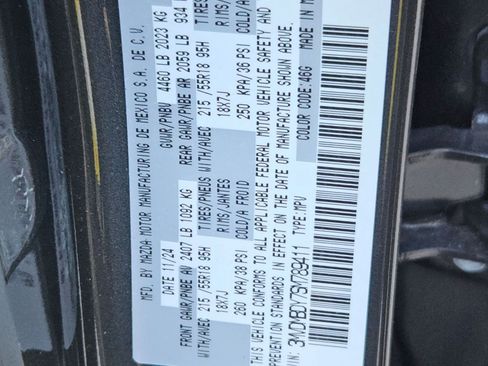 MFD. BY MAZDA MOTOR MANUFACTURING DE MEXICO S.A. DE C.V.
DATE 11/24 GVWR/PNBV 4460 LB 2023 KG
FRONT GAWR/PNBE AV 2407 LB 1092 KG REAR GAWR/PNBE AR 2059 LB 934
WITH/AVEC 215 /55R18 95H TIRES/PNEUS WITH/AVEC 215 /55R18 95H TIRES
18X7J RIMS/JANTES 18X7J RIMS/
260 KPA/38 PSI COLD/A FROID 250 KPA/36 PSI COLD/A
THIS VEHICLE CONFORMS TO ALL APPLICABLE FEDERAL MOTOR VEHICLE SAFETY AND
STANDARDS IN EFFECT ON THE DATE OF MANUFACTURE SHOWN ABOVE.
VIN: TYPE:MPV COLOR CODE:46G MADE IN